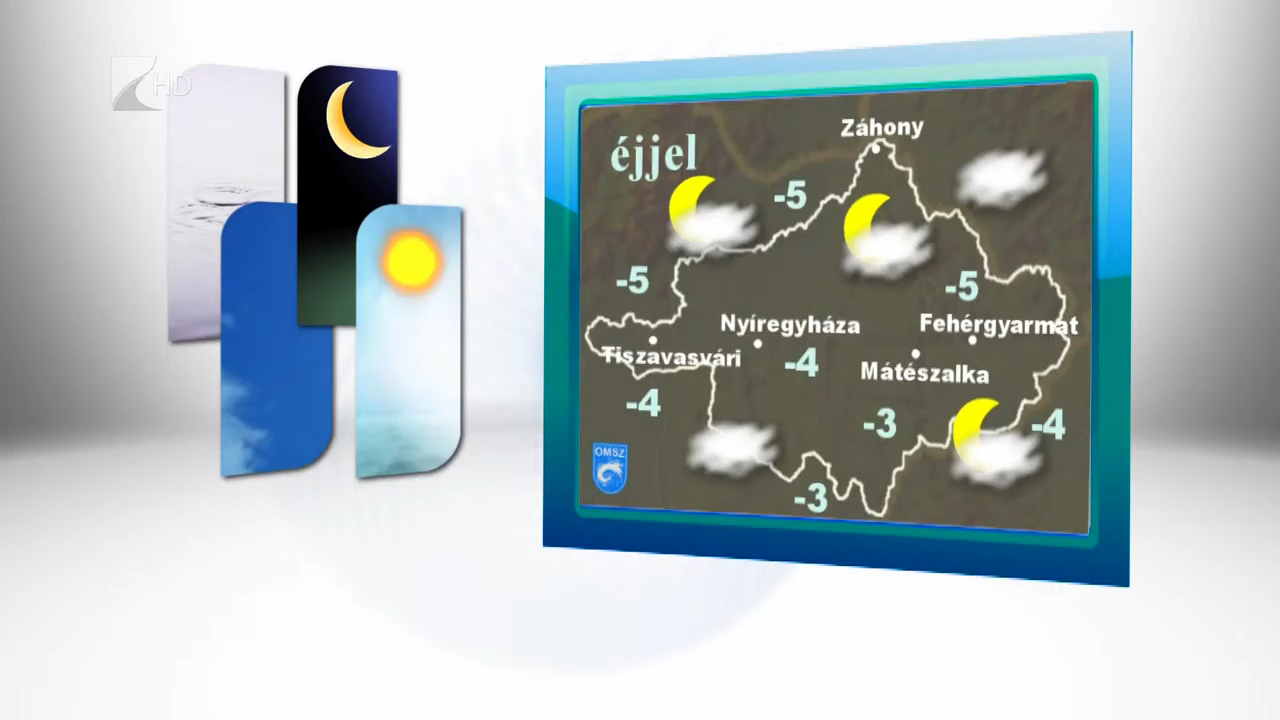 HD
éjjel
Záhony
-5
-5
-5
Nyíregyháza
Fehérgyarmat
Tiszavasvári
-4
Mátészalka
-4
-3
-4
OMSZ
-3